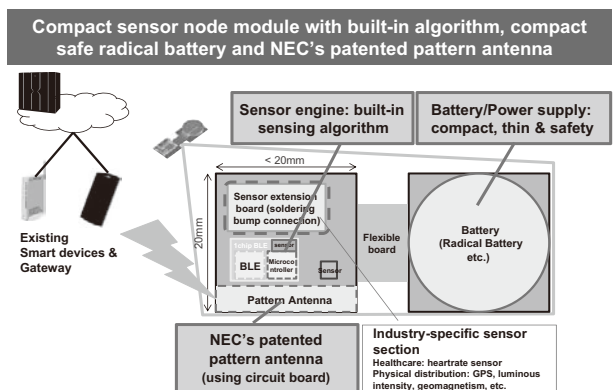 Compact sensor node module with built-in algorithm, compact
safe radical battery and NEC's patented pattern antenna
Sensor engine: built-in
sensing algorithm
Battery/Power supply:
compact, thin & safety
< 20mm
20mm
Sensor extension
board (soldering
bump connection)
1chip BLE
sensor
BLE
Microco
ntroller
Sensor
Pattern Antenna
Flexible
board
Battery
(Radical Battery
etc.)
Existing
Smart devices &
Gateway
NEC's patented
pattern antenna
(using circuit board)
Industry-specific sensor
section
Healthcare: heartrate sensor
Physical distribution: GPS, luminous
intensity, geomagnetism, etc.